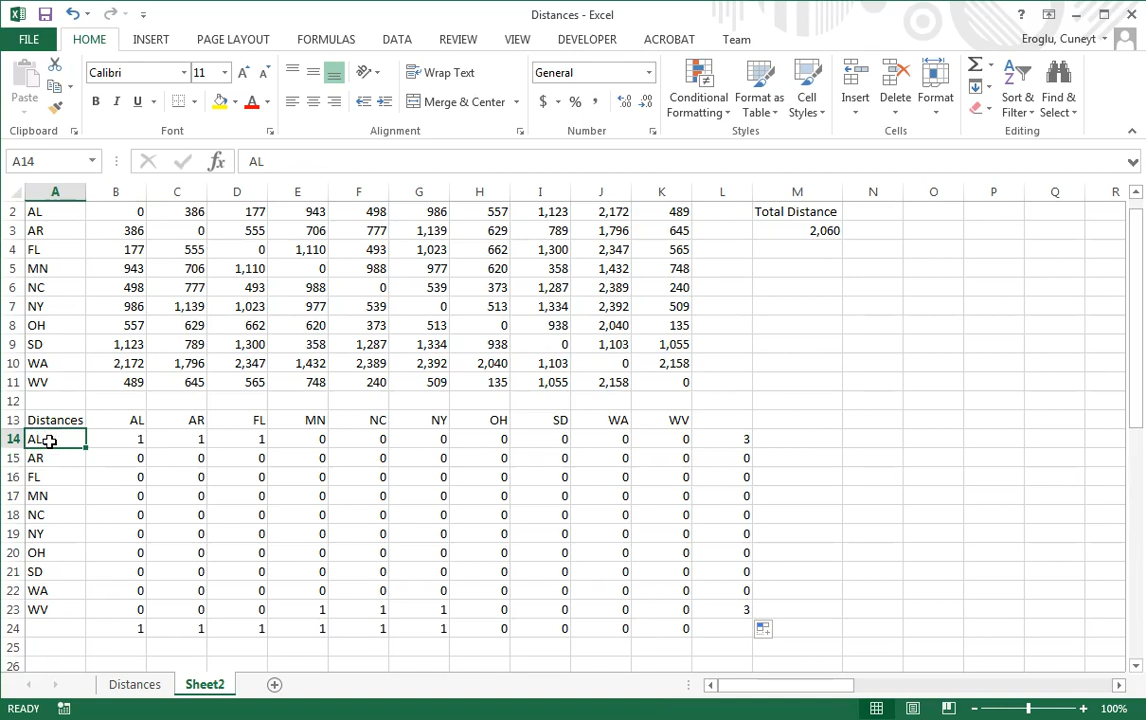 Distances - Excel
?
FILE HOME INSERT PAGE LAYOUT FORMULAS DATA REVIEW VIEW DEVELOPER ACROBAT Team Eroglu, Cuneyt
Paste
Calibri 11
B I U
Wrap Text
Merge & Center
General
$ % ,
Conditional Formatting
Format as Table
Cell Styles
Insert
Delete
Format
Sort & Filter
Find & Select
Clipboard Font Alignment Number Styles Cells Editing
A14 fx AL
A B C D E F G H I J K L M N O P Q R
2 AL 0 386 177 943 498 986 557 1,123 2,172 489 Total Distance
3 AR 386 0 555 706 777 1,139 629 789 1,796 645 2,060
4 FL 177 555 0 1,110 493 1,023 662 1,300 2,347 565
5 MN 943 706 1,110 0 988 977 620 358 1,432 748
6 NC 498 777 493 988 0 539 373 1,287 2,389 240
7 NY 986 1,139 1,023 977 539 0 513 1,334 2,392 509
8 OH 557 629 662 620 373 513 0 938 2,040 135
9 SD 1,123 789 1,300 358 1,287 1,334 938 0 1,103 1,055
10 WA 2,172 1,796 2,347 1,432 2,389 2,392 2,040 1,103 0 2,158
11 WV 489 645 565 748 240 509 135 1,055 2,158 0
12
13 Distances AL AR FL MN NC NY OH SD WA WV
14 AL 1 1 1 0 0 0 0 0 0 0 3
15 AR 0 0 0 0 0 0 0 0 0 0 0
16 FL 0 0 0 0 0 0 0 0 0 0 0
17 MN 0 0 0 0 0 0 0 0 0 0 0
18 NC 0 0 0 0 0 0 0 0 0 0 0
19 NY 0 0 0 0 0 0 0 0 0 0 0
20 OH 0 0 0 0 0 0 0 0 0 0 0
21 SD 0 0 0 0 0 0 0 0 0 0 0
22 WA 0 0 0 0 0 0 0 0 0 0 0
23 WV 0 0 0 1 1 1 0 0 0 0 3
24 1 1 1 1 1 1 0 0 0 0
25
26
Distances Sheet2
READY 100%